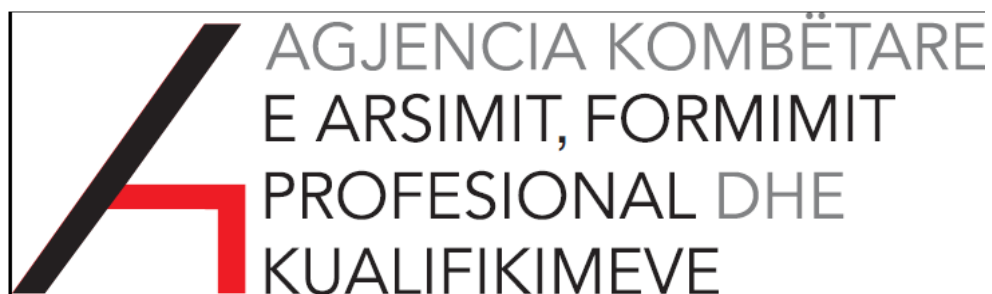 AGJENCIA KOMBËTARE
E ARSIMIT, FORMIMIT
PROFESIONAL DHE
KUALIFIKIMEVE